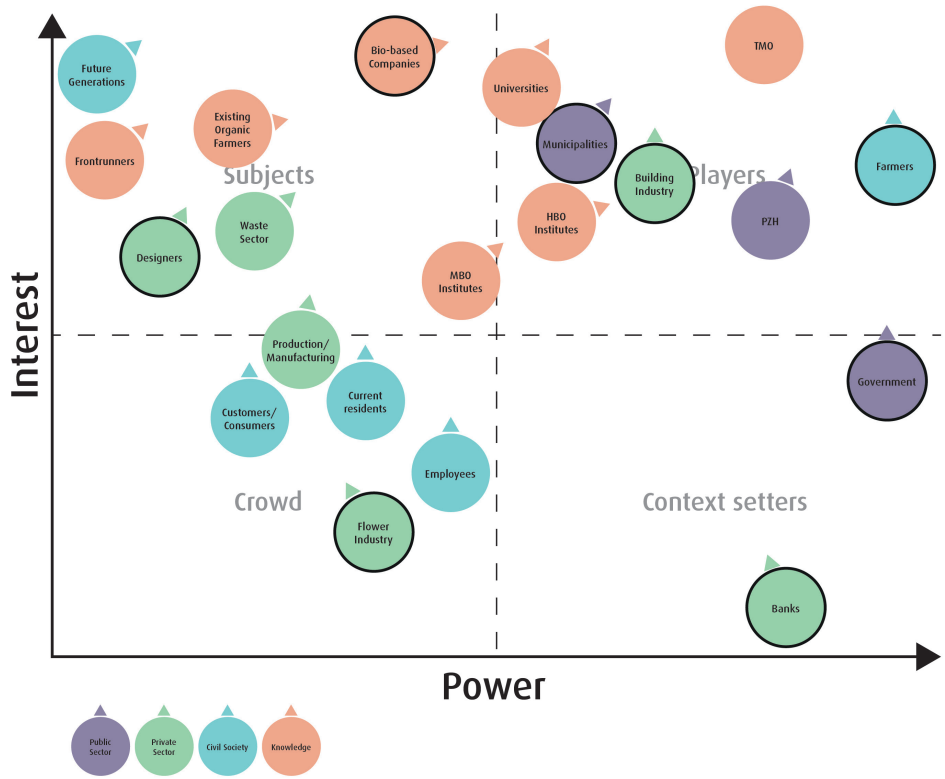 Future
Generations
Bio-based
Companies
Universities
TMO
Frontrunners
Existing
Organic
Farmers
Municipalities
Building
Industry
Farmers
Subjects
Players
Designers
Waste
Sector
HBO
Institutes
PZH
MBO
Institutes
Production/
Manufacturing
Customers/
Consumers
Current
residents
Employees
Government
Crowd
Context setters
Flower
Industry
Banks
Interest
Power
Public
Sector
Private
Sector
Civil Society
Knowledge